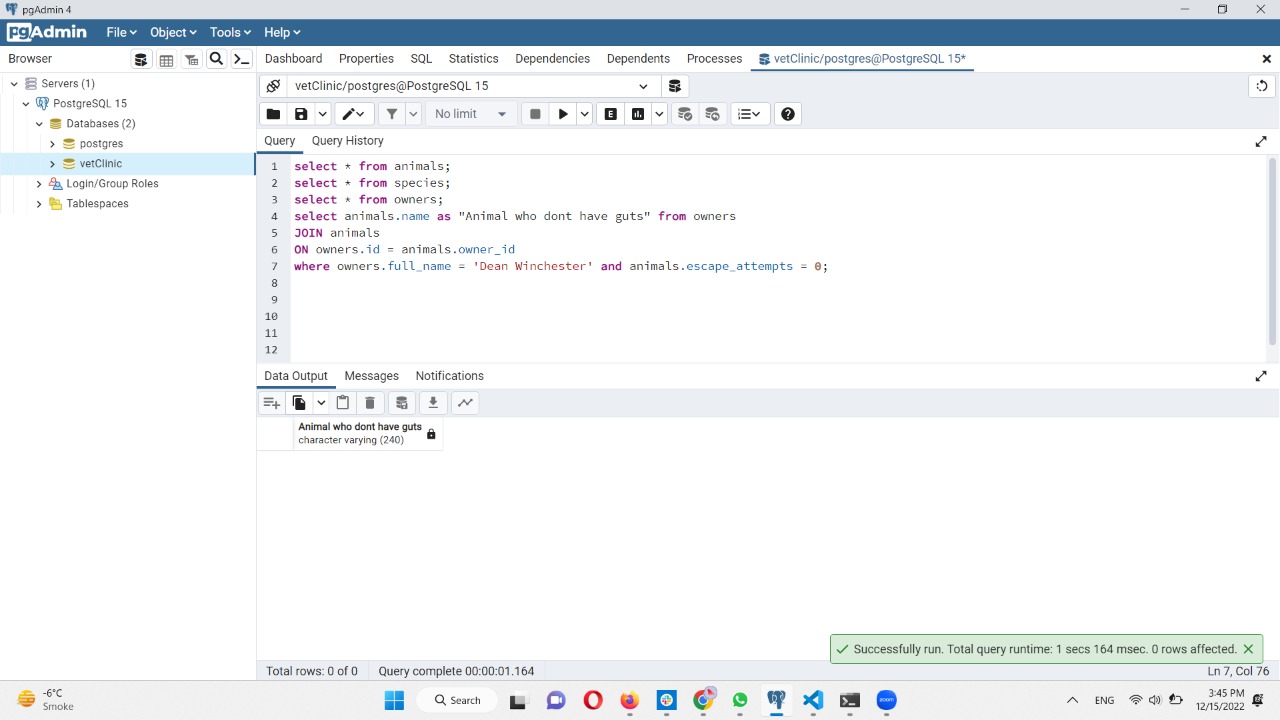 pgAdmin 4
pgAdmin File Object Tools Help
Browser
Dashboard Properties SQL Statistics Dependencies Dependents Processes vetClinic/postgres@PostgreSQL 15*
Servers (1)
PostgreSQL 15
Databases (2)
postgres
vetClinic
Login/Group Roles
Tablespaces
vetClinic/postgres@PostgreSQL 15
No limit
E
Query Query History
1 select * from animals;
2 select * from species;
3 select * from owners;
4 select animals.name as "Animal who dont have guts" from owners
5 JOIN animals
6 ON owners.id = animals.owner_id
7 where owners.full_name = 'Dean Winchester' and animals.escape_attempts = 0;
8
9
10
11
12
Data Output Messages Notifications
Animal who dont have guts
character varying (240)
Successfully run. Total query runtime: 1 secs 164 msec. 0 rows affected.
Total rows: 0 of 0 Query complete 00:00:01.164 Ln 7, Col 76
-6°C
Smoke
Search
zoom
ENG
3:45 PM
12/15/2022